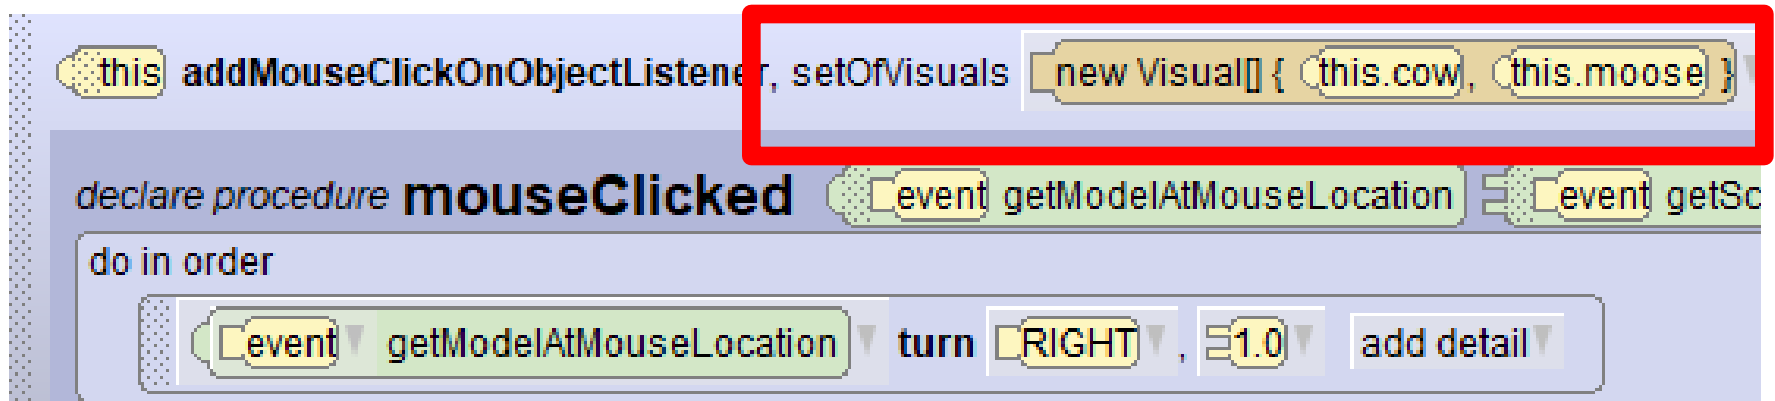 this addMouseClickOnObjectListener, setOfVisuals new Visual[] { this.cow, this.moose }
declare procedure mouseClicked event getModelAtMouseLocation event getSc
do in order
event getModelAtMouseLocation turn RIGHT, 1.0 add detail